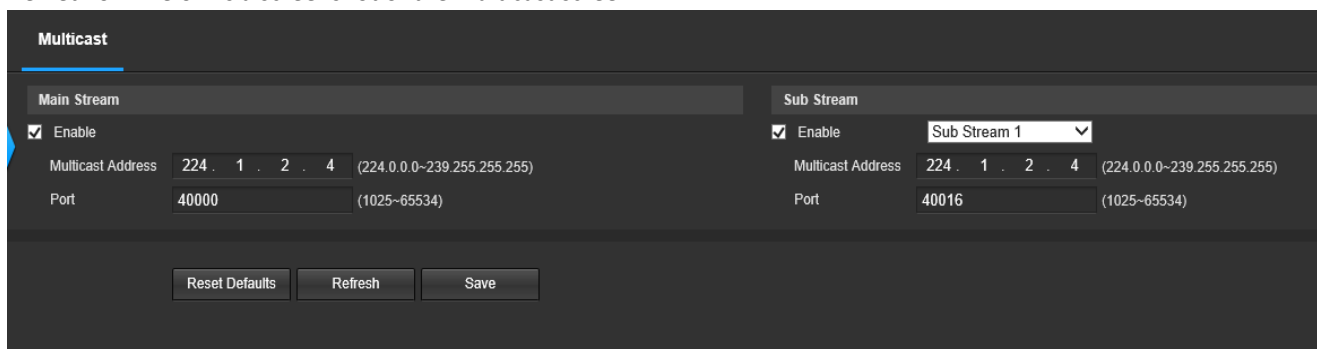 Multicast
Main Stream
Enable
Multicast Address 224 . 1 . 2 . 4 (224.0.0.0~239.255.255.255)
Port 40000 (1025~65534)
Sub Stream
Enable Sub Stream 1
Multicast Address 224 . 1 . 2 . 4 (224.0.0.0~239.255.255.255)
Port 40016 (1025~65534)
Reset Defaults Refresh Save